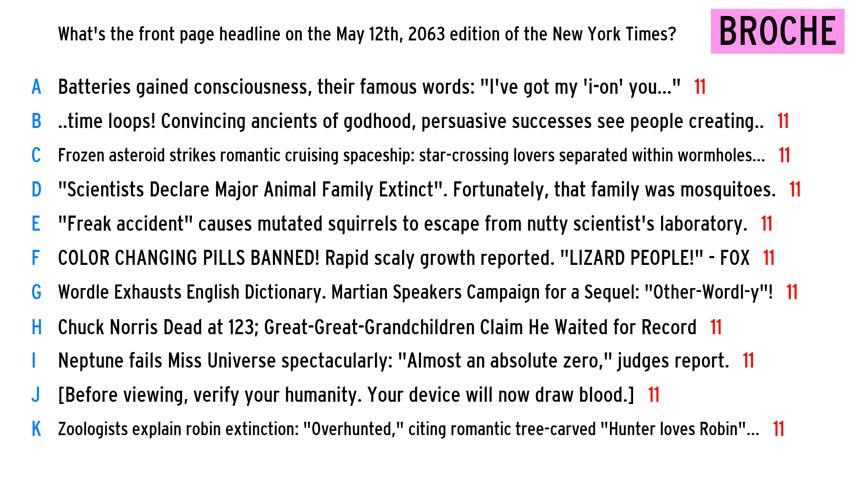 What's the front page headline on the May 12th, 2063 edition of the New York Times?
BROCHE
A Batteries gained consciousness, their famous words: "I've got my 'i-on' you..." 11
B ..time loops! Convincing ancients of godhood, persuasive successes see people creating.. 11
C Frozen asteroid strikes romantic cruising spaceship: star-crossing lovers separated within wormholes... 11
D "Scientists Declare Major Animal Family Extinct". Fortunately, that family was mosquitoes. 11
E "Freak accident" causes mutated squirrels to escape from nutty scientist's laboratory. 11
F COLOR CHANGING PILLS BANNED! Rapid scaly growth reported. "LIZARD PEOPLE!" - FOX 11
G Wordle Exhausts English Dictionary. Martian Speakers Campaign for a Sequel: "Other-Wordl-y"! 11
H Chuck Norris Dead at 123; Great-Great-Grandchildren Claim He Waited for Record 11
I Neptune fails Miss Universe spectacularly: "Almost an absolute zero," judges report. 11
J [Before viewing, verify your humanity. Your device will now draw blood.] 11
K Zoologists explain robin extinction: "Overhunted," citing romantic tree-carved "Hunter loves Robin"... 11